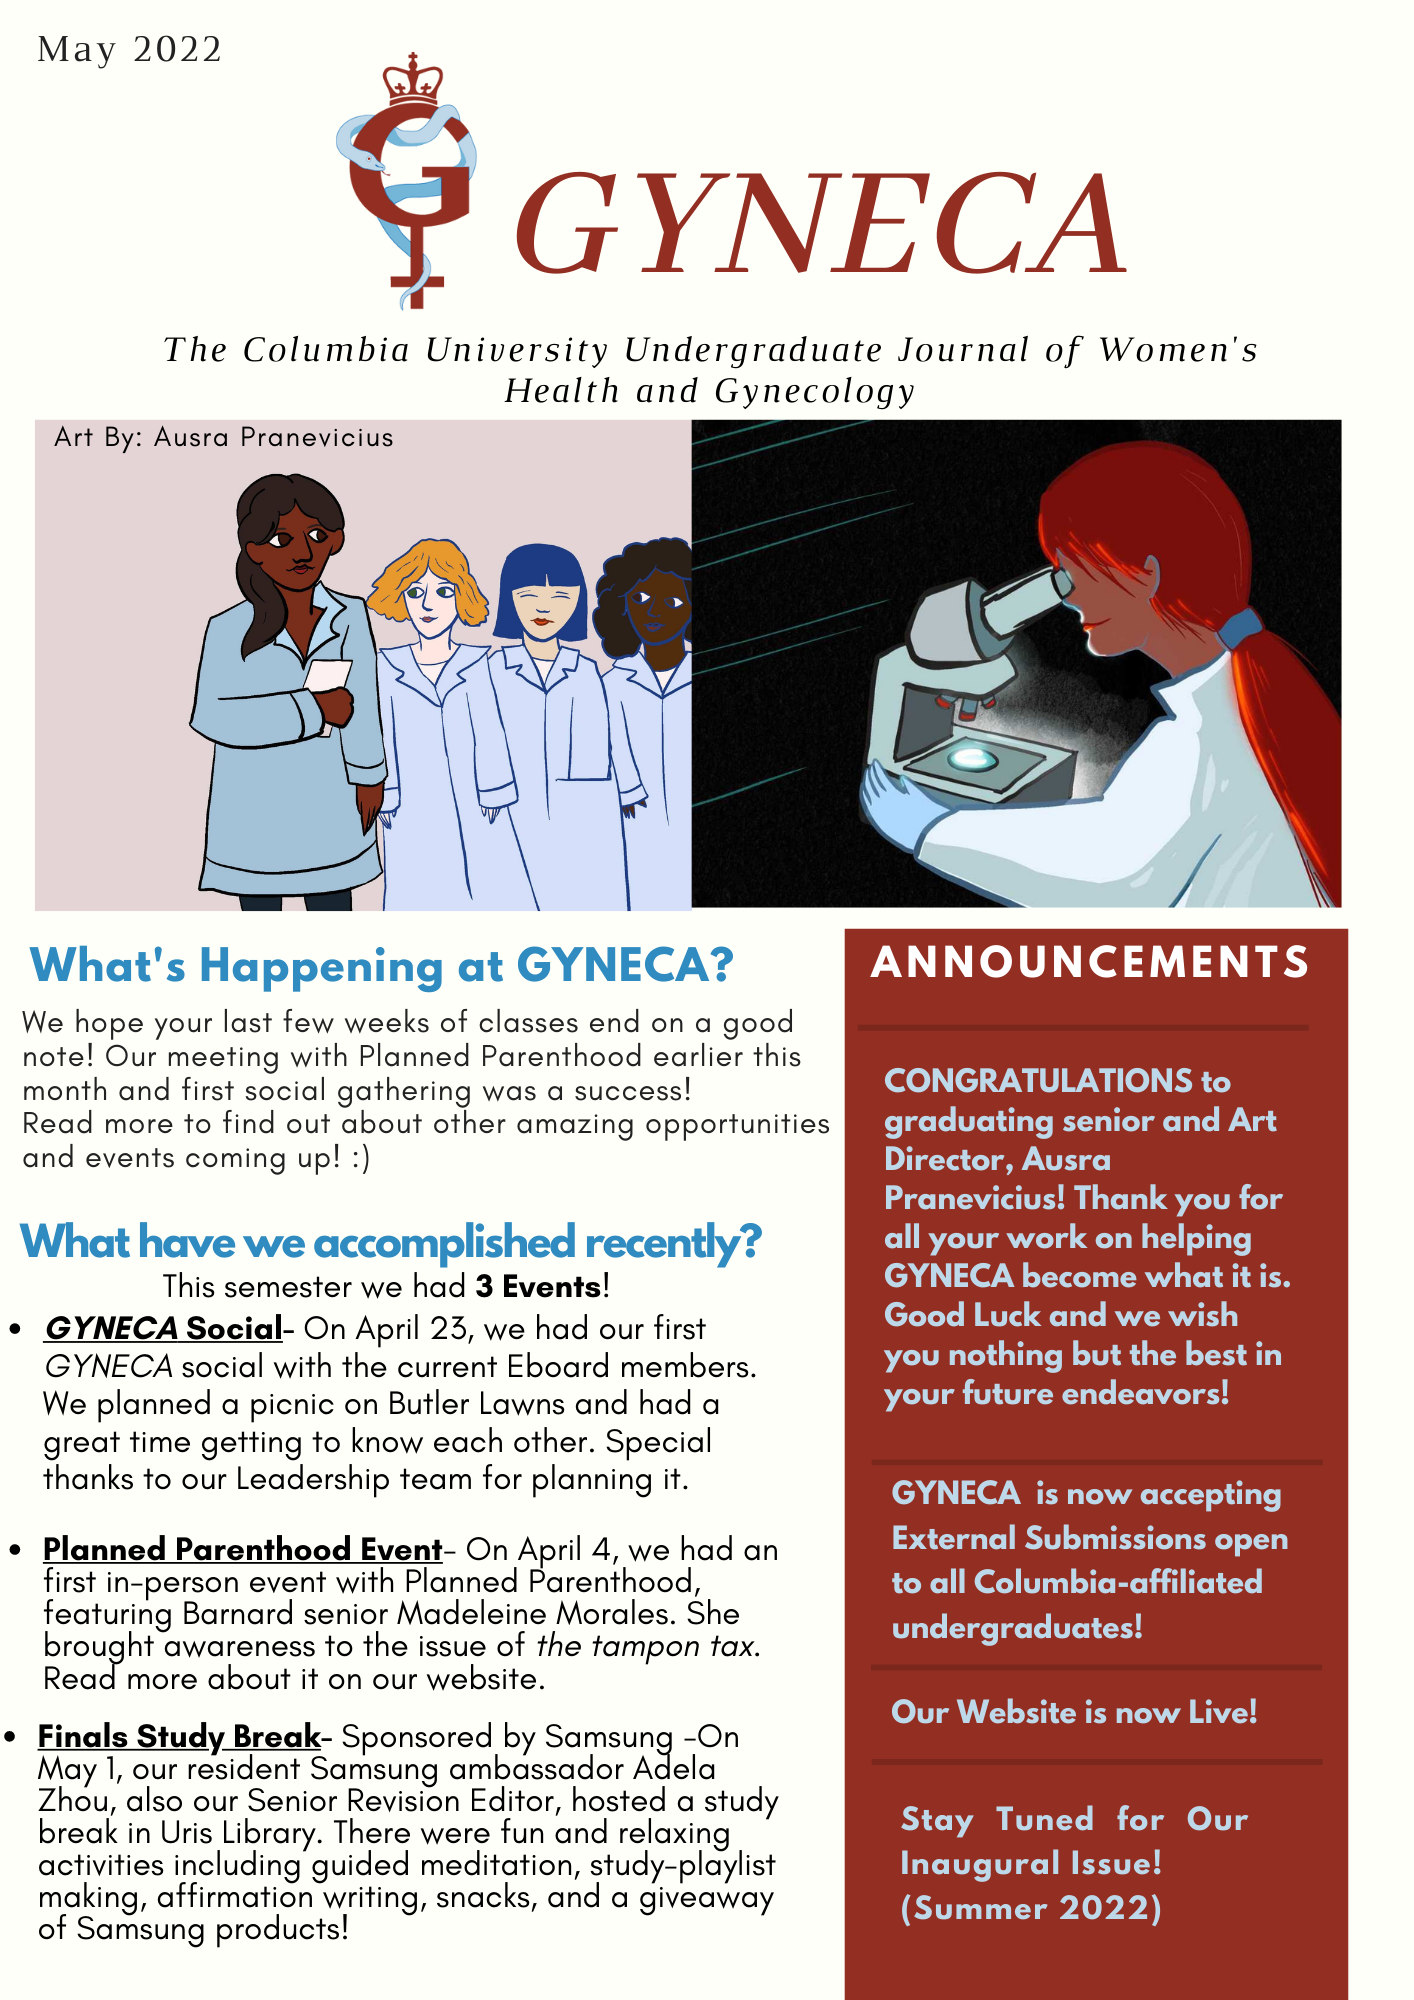 May 2022
G
GYNECA
The Columbia University Undergraduate Journal of Women's
Health and Gynecology
Art By: Ausra Pranevicius
What's Happening at GYNECA?
We hope your last few weeks of classes end on a good
note! Our meeting with Planned Parenthood earlier this
month and first social gathering was a success!
Read more to find out about other amazing opportunities
and events coming up! :)
What have we accomplished recently?
This semester we had 3 Events!
• GYNECA Social- On April 23, we had our first
GYNECA social with the current Eboard members.
We planned a picnic on Butler Lawns and had a
great time getting to know each other. Special
thanks to our Leadership team for planning it.
• Planned Parenthood Event- On April 4, we had an
first in-person event with Planned Parenthood,
featuring Barnard senior Madeleine Morales. She
brought awareness to the issue of the tampon tax.
Read more about it on our website.
• Finals Study Break- Sponsored by Samsung -On
May 1, our resident Samsung ambassador Adela
Zhou, also our Senior Revision Editor, hosted a study
break in Uris Library. There were fun and relaxing
activities including guided meditation, study-playlist
making, affirmation writing, snacks, and a giveaway
of Samsung products!
ANNOUNCEMENTS
CONGRATULATIONS to
graduating senior and Art
Director, Ausra
Pranevicius! Thank you for
all your work on helping
GYNECA become what it is.
Good Luck and we wish
you nothing but the best in
your future endeavors!
GYNECA is now accepting
External Submissions open
to all Columbia-affiliated
undergraduates!
Our Website is now Live!
Stay Tuned for Our
Inaugural Issue!
(Summer 2022)